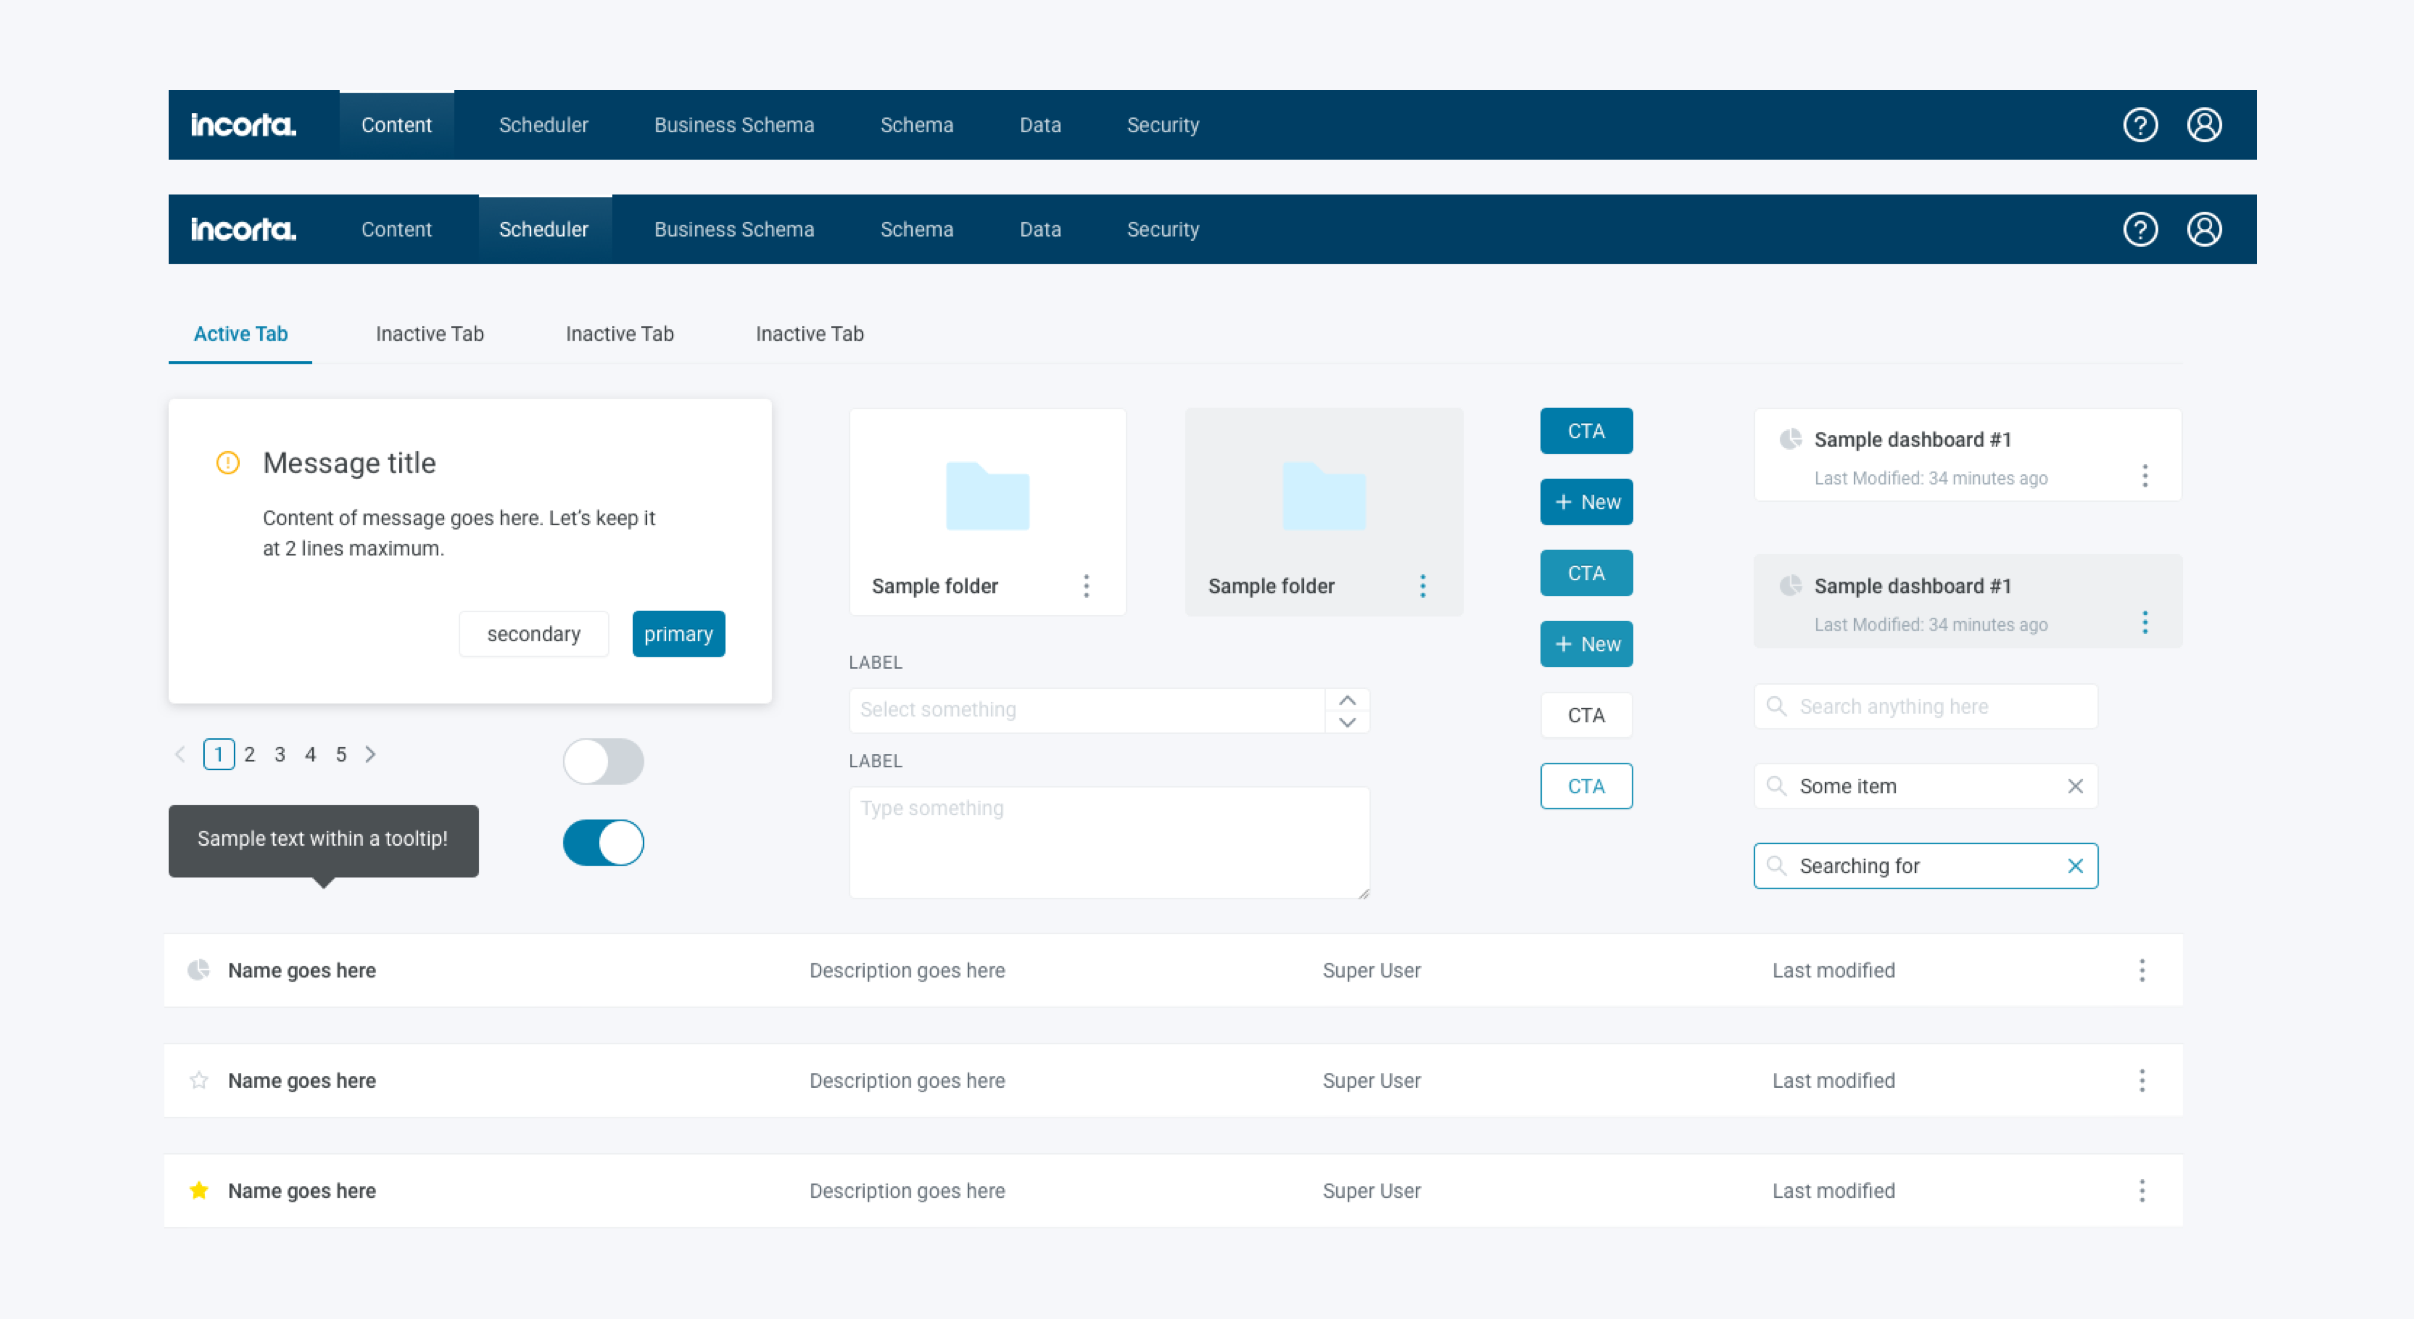 incorta. Content Scheduler Business Schema Schema Data Security ?
incorta. Content Scheduler Business Schema Schema Data Security ?
Active Tab Inactive Tab Inactive Tab Inactive Tab
Message title
Content of message goes here. Let’s keep it
at 2 lines maximum.
secondary primary
1 2 3 4 5
Sample text within a tooltip!
Sample folder
Sample folder
LABEL
Select something
LABEL
Type something
CTA
+ New
CTA
+ New
CTA
CTA
Sample dashboard #1
Last Modified: 34 minutes ago
Sample dashboard #1
Last Modified: 34 minutes ago
Search anything here
Some item
Searching for
Name goes here Description goes here Super User Last modified
Name goes here Description goes here Super User Last modified
Name goes here Description goes here Super User Last modified